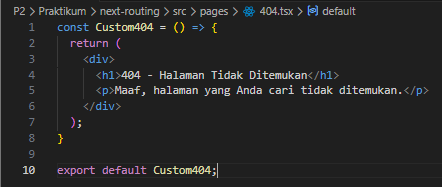 P2 > Praktikum > next-routing > src > pages > 404.tsx > default
1 const Custom404 = () => {
2   return (
3     <div>
4       <h1>404 - Halaman Tidak Ditemukan</h1>
5       <p>Maaf, halaman yang Anda cari tidak ditemukan.</p>
6     </div>
7   );
8 }
9
10 export default Custom404;